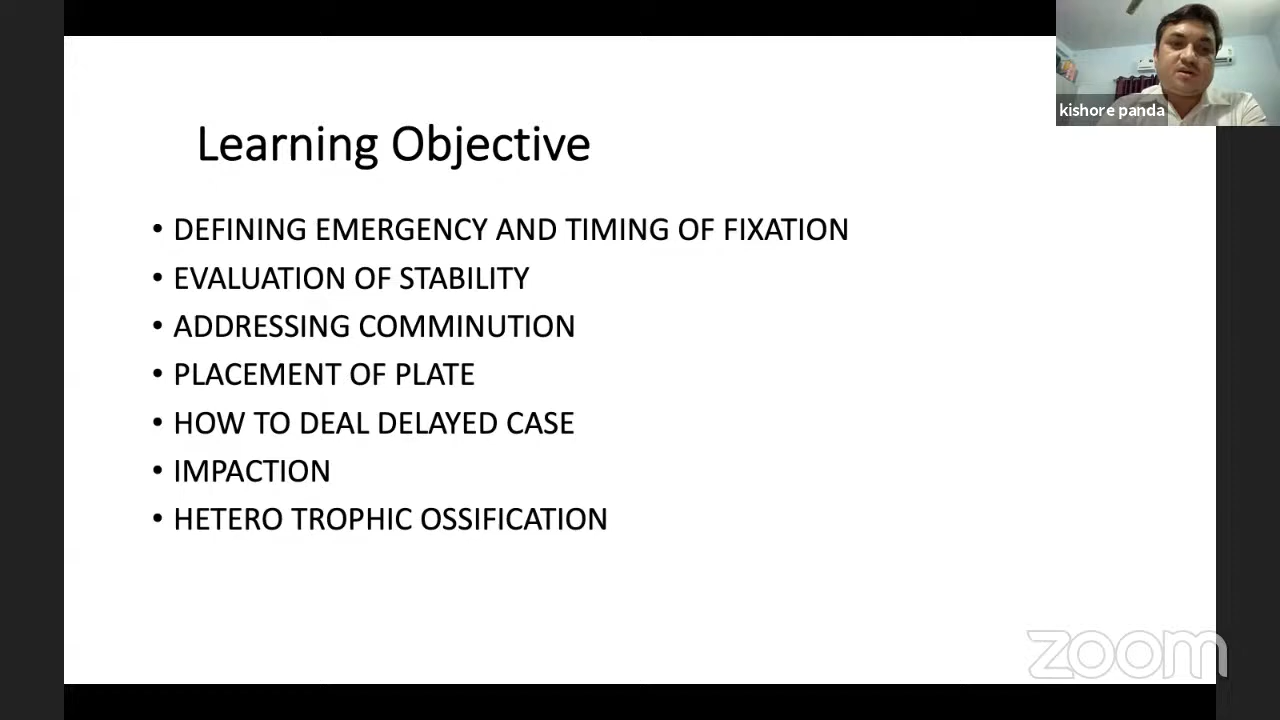 kishore panda
Learning Objective
• DEFINING EMERGENCY AND TIMING OF FIXATION
• EVALUATION OF STABILITY
• ADDRESSING COMMINUTION
• PLACEMENT OF PLATE
• HOW TO DEAL DELAYED CASE
• IMPACTION
• HETERO TROPHIC OSSIFICATION
zoom